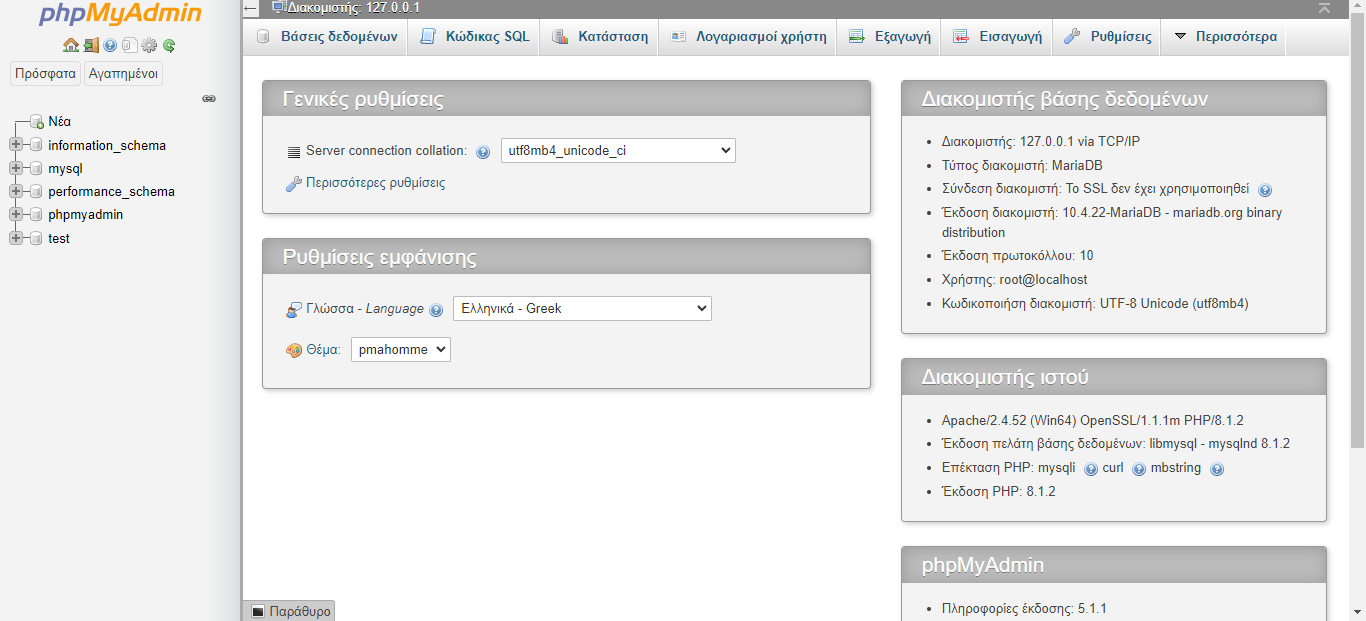 phpMyAdmin
Πρόσφατα Αγαπημένοι
Νέα
information_schema
mysql
performance_schema
phpmyadmin
test
Διακομιστής: 127.0.0.1
Βάσεις δεδομένων Κώδικας SQL Κατάσταση Λογαριασμοί χρήστη Εξαγωγή Εισαγωγή Ρυθμίσεις Περισσότερα
Γενικές ρυθμίσεις
Server connection collation: utf8mb4_unicode_ci
Περισσότερες ρυθμίσεις
Ρυθμίσεις εμφάνισης
Γλώσσα - Language Ελληνικά - Greek
Θέμα: pmahomme
Διακομιστής βάσης δεδομένων
Διακομιστής: 127.0.0.1 via TCP/IP
Τύπος διακομιστή: MariaDB
Σύνδεση διακομιστή: Το SSL δεν έχει χρησιμοποιηθεί
Έκδοση διακομιστή: 10.4.22-MariaDB - mariadb.org binary
distribution
Έκδοση πρωτοκόλλου: 10
Χρήστης: root@localhost
Κωδικοποιήση διακομιστή: UTF-8 Unicode (utf8mb4)
Διακομιστής ιστού
Apache/2.4.52 (Win64) OpenSSL/1.1.1m PHP/8.1.2
Έκδοση πελάτη βάσης δεδομένων: libmysql - mysqlnd 8.1.2
Επέκταση PHP: mysqli curl mbstring
Έκδοση PHP: 8.1.2
phpMyAdmin
Πληροφορίες έκδοσης: 5.1.1
Παράθυρο